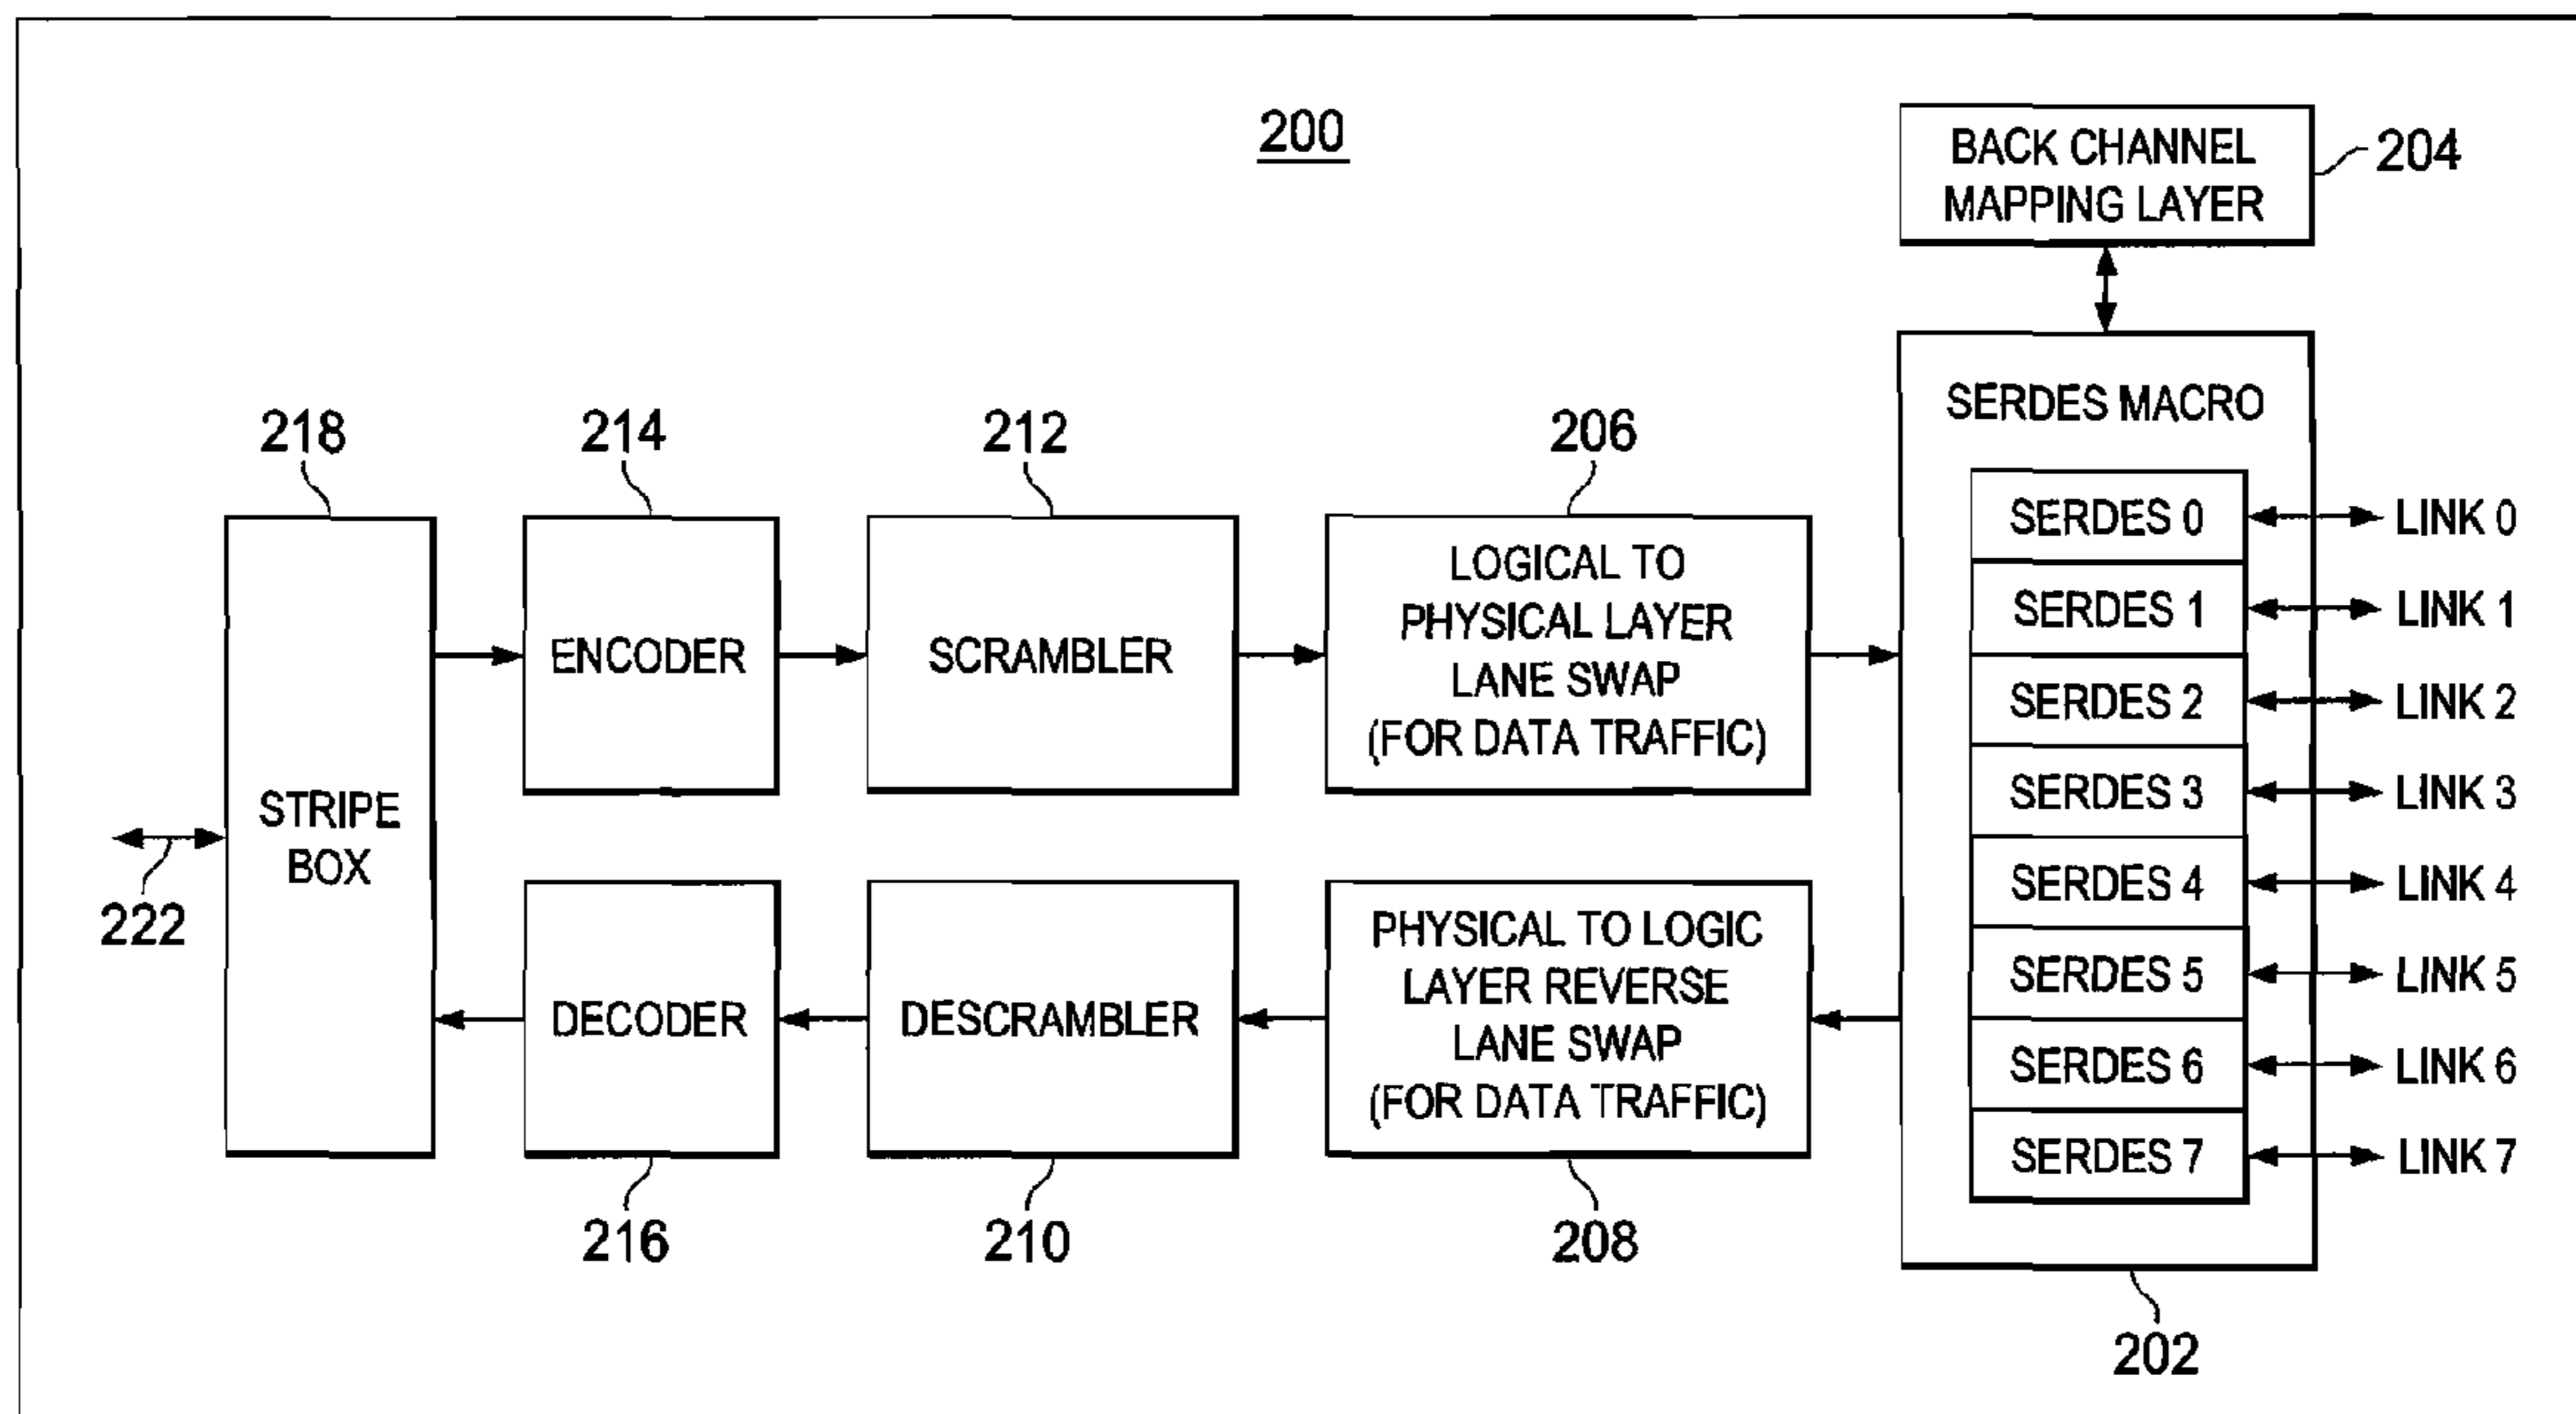 200
BACK CHANNEL
MAPPING LAYER
204
SERDES MACRO
218
214
212
206
STRIPE
BOX
ENCODER
SCRAMBLER
LOGICAL TO
PHYSICAL LAYER
LANE SWAP
(FOR DATA TRAFFIC)
222
DECODER
DESCRAMBLER
PHYSICAL TO LOGIC
LAYER REVERSE
LANE SWAP
(FOR DATA TRAFFIC)
216
210
208
SERDES 0
LINK 0
SERDES 1
LINK 1
SERDES 2
LINK 2
SERDES 3
LINK 3
SERDES 4
LINK 4
SERDES 5
LINK 5
SERDES 6
LINK 6
SERDES 7
LINK 7
202